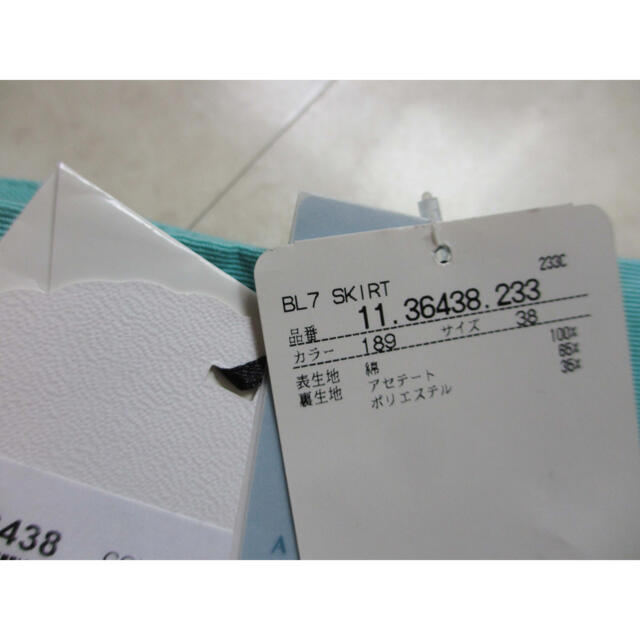 233C
BL7 SKIRT
品番 11.36438.233
カラー 189 サイズ 38
表生地 綿 100%
裏生地 アセテート 65%
ポリエステル 35%
438
A